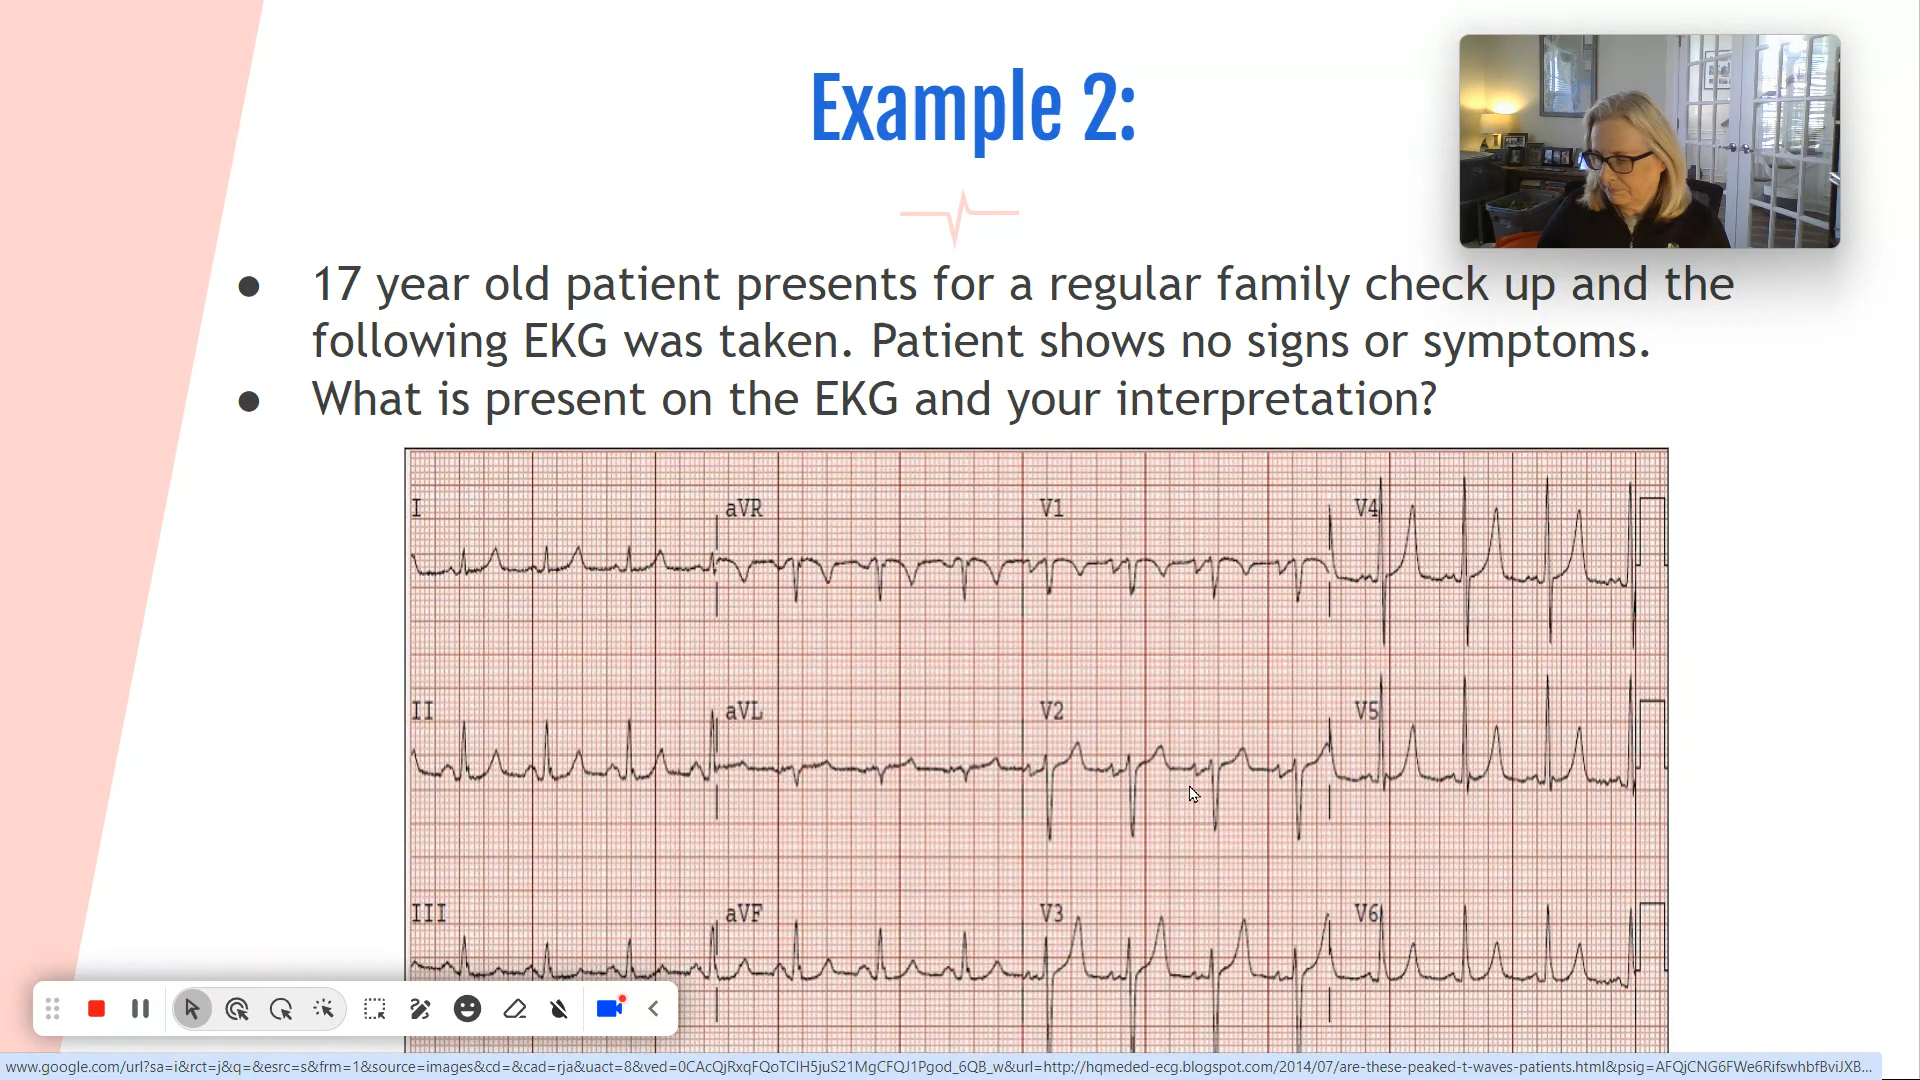 Example 2:
● 17 year old patient presents for a regular family check up and the
following EKG was taken. Patient shows no signs or symptoms.
● What is present on the EKG and your interpretation?
I aVR V1 V4
II aVL V2 V5
III aVF V3 V6
www.google.com/url?sa=i&rct=j&q=&esrc=s&frm=1&source=images&cd=&cad=rja&uact=8&ved=0CAcQjRxqFQoTClH5juS21MgCFQJ1Pgod_6QB_w&url=http://hqmeded-ecg.blogspot.com/2014/07/are-these-peaked-t-waves-patients.html&psig=AFQjCNG6FWe6RifswhbfBviJXB...